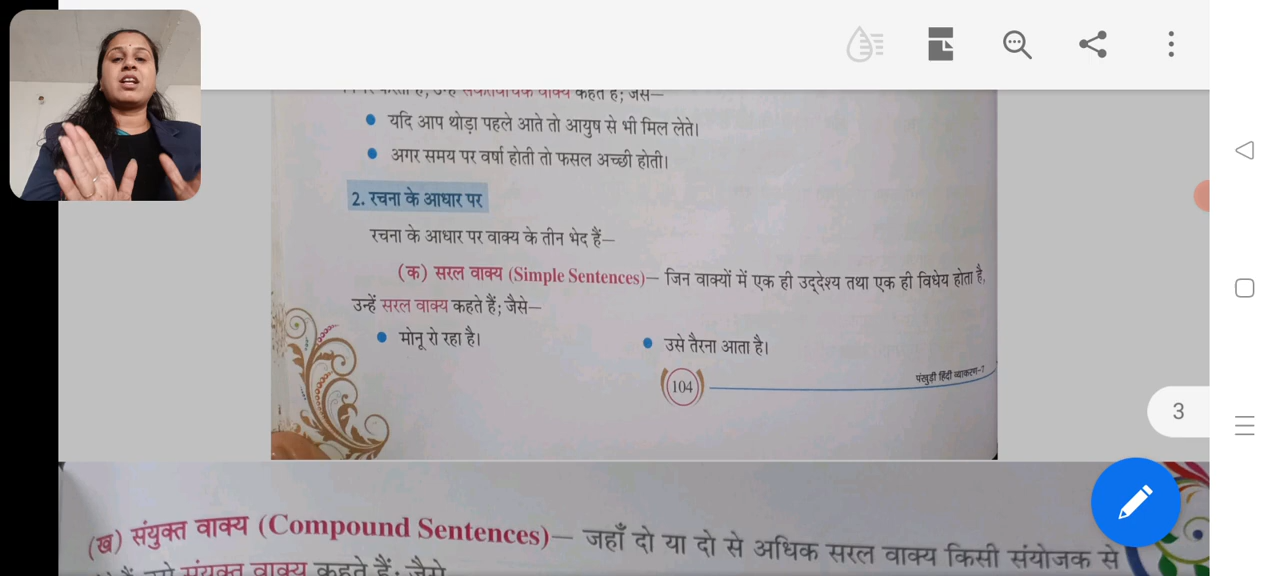 कहते हैं; जैसे—
यदि आप थोड़ा पहले आते तो आयुष से भी मिल लेते।
अगर समय पर वर्षा होती तो फसल अच्छी होती।
2. रचना के आधार पर
रचना के आधार पर वाक्य के तीन भेद हैं—
(क) सरल वाक्य (Simple Sentences)— जिन वाक्यों में एक ही उद्देश्य तथा एक ही विधेय होता है,
उन्हें सरल वाक्य कहते हैं; जैसे—
मोनू रो रहा है। उसे तैरना आता है।
104
पंखुड़ी हिंदी व्याकरण-7
3
(ख) संयुक्त वाक्य (Compound Sentences)— जहाँ दो या दो से अधिक सरल वाक्य किसी संयोजक से
संयुक्त वाक्य कहते हैं; जैसे